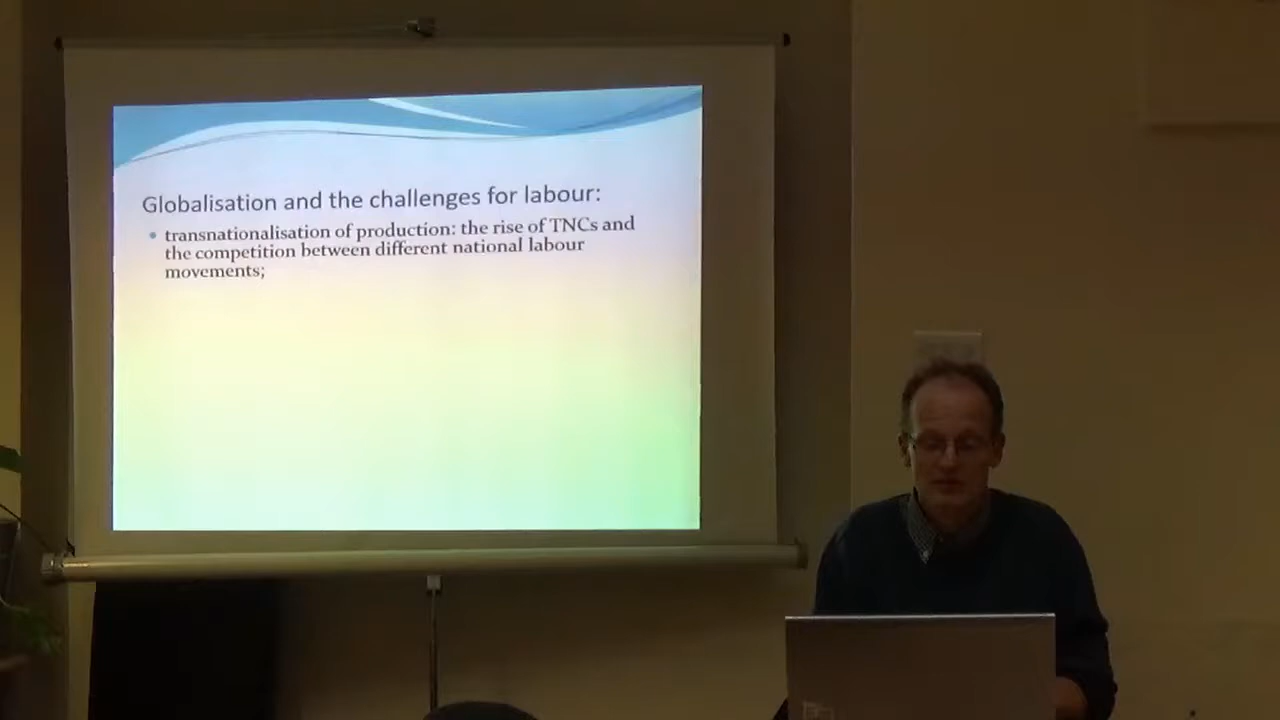 Globalisation and the challenges for labour:
• transnationalisation of production: the rise of TNCs and
the competition between different national labour
movements;